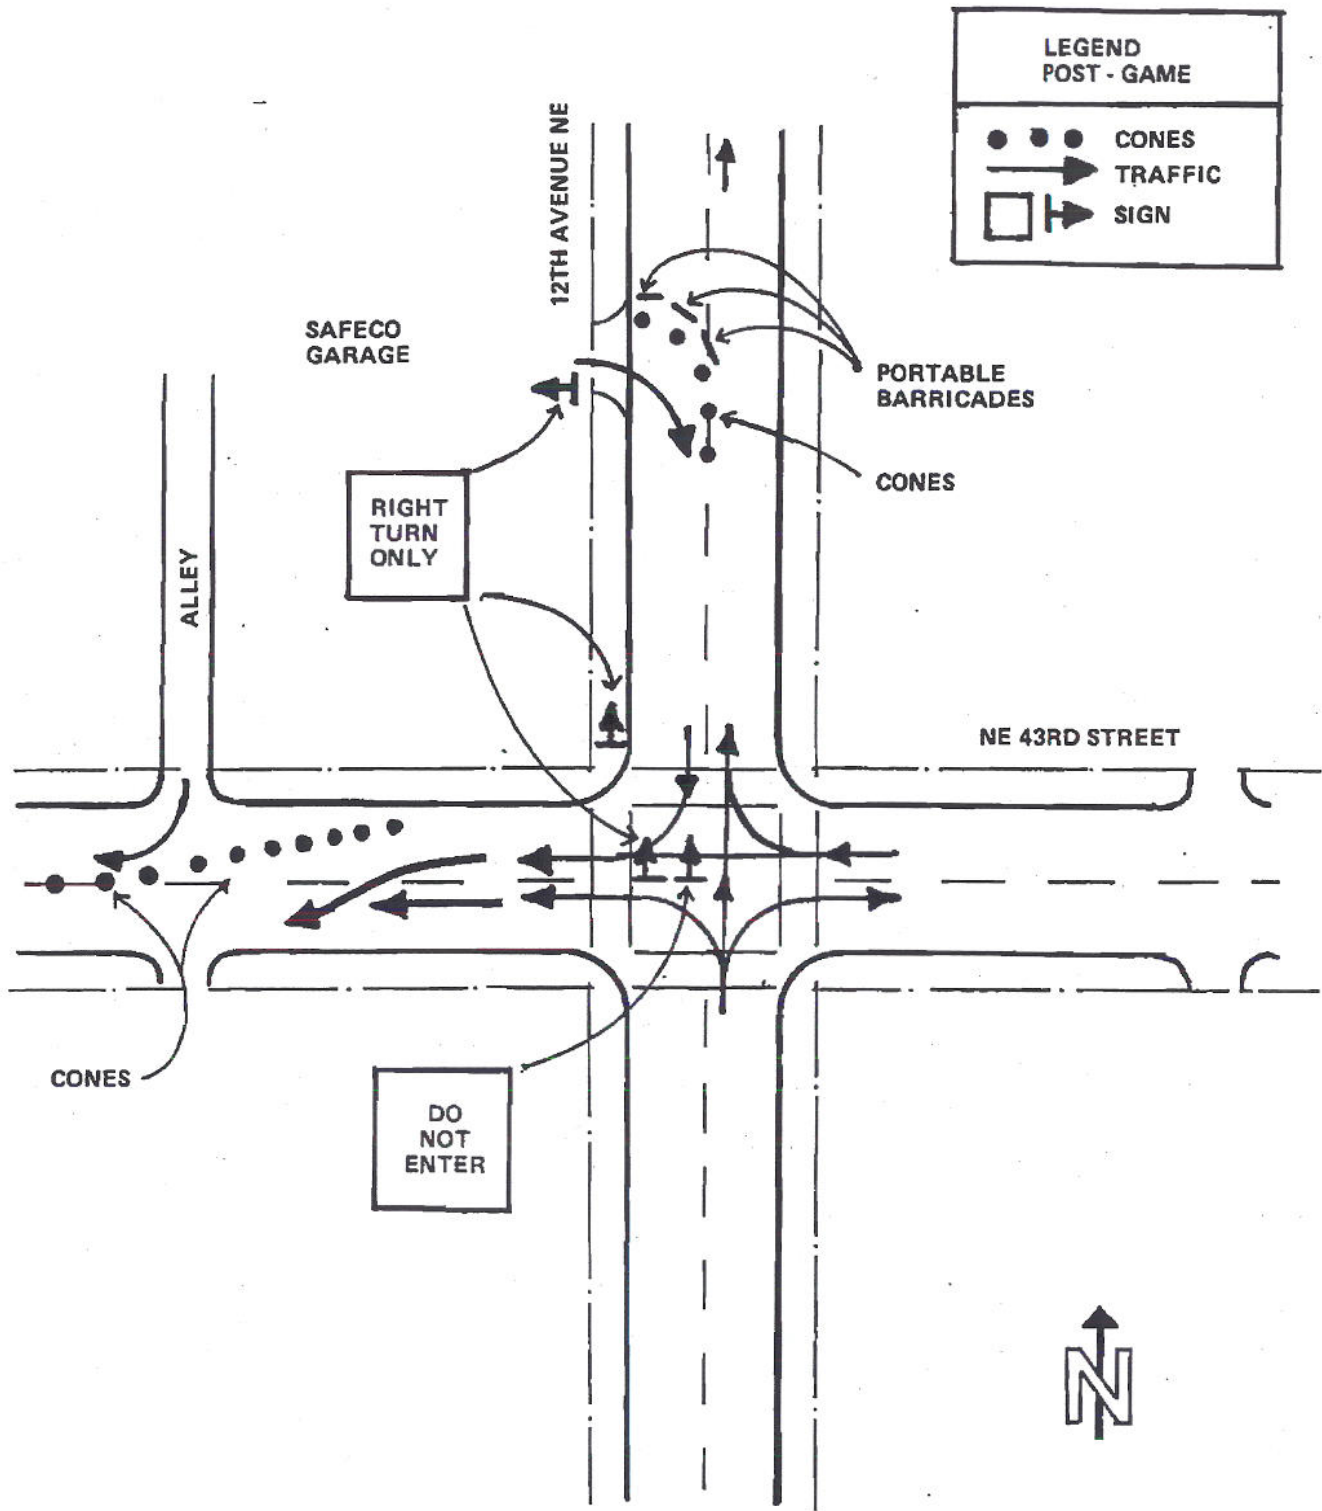 LEGEND
POST - GAME
CONES
TRAFFIC
SIGN
12TH AVENUE NE
SAFECO
GARAGE
PORTABLE
BARRICADES
CONES
RIGHT
TURN
ONLY
ALLEY
NE 43RD STREET
CONES
DO
NOT
ENTER
N